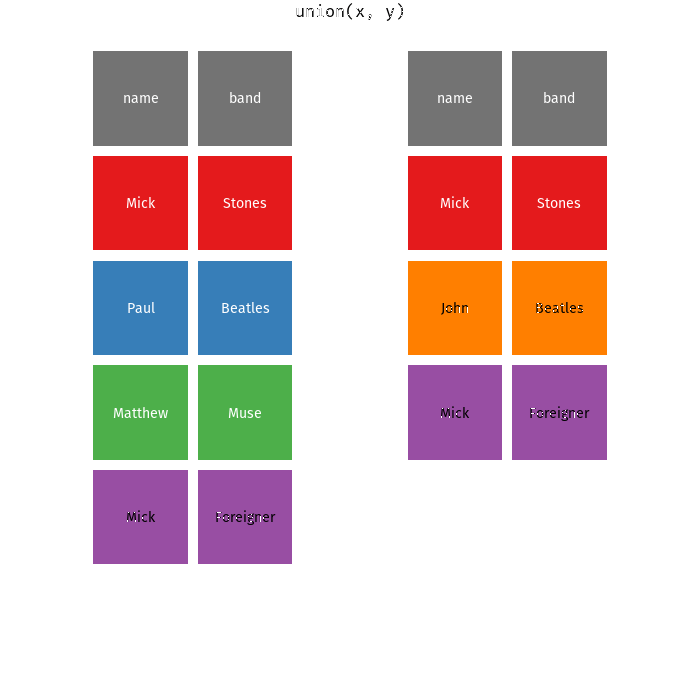 union(x, y)
name band name band
Mick Stones Mick Stones
Paul Beatles John Beatles
Matthew Muse Mick Foreigner
Mick Foreigner